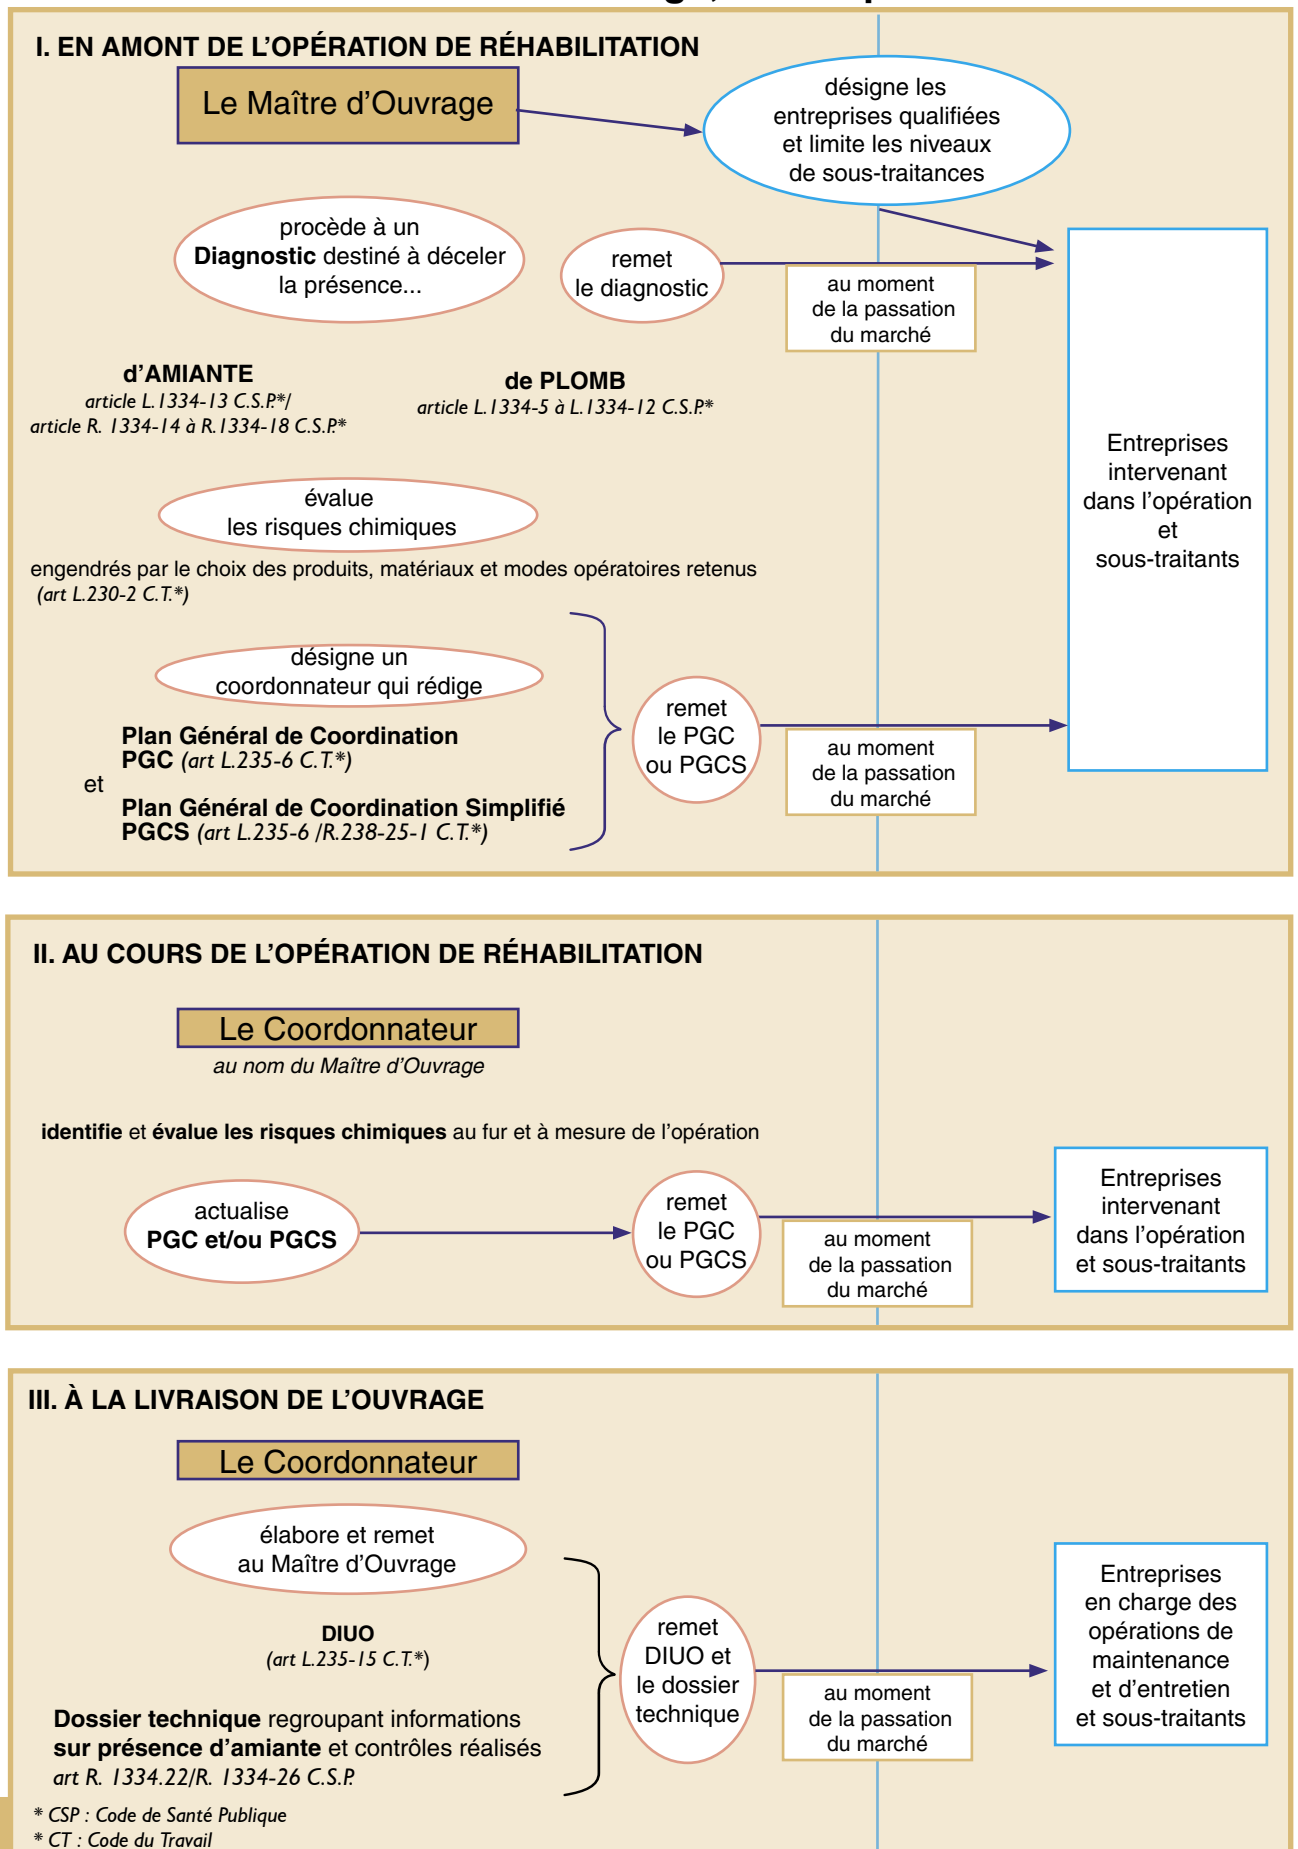 I. EN AMONT DE L'OPÉRATION DE RÉHABILITATION
Le Maître d'Ouvrage
désigne les
entreprises qualifiées
et limite les niveaux
de sous-traitances
procède à un
Diagnostic destiné à déceler
la présence...
remet
le diagnostic
au moment
de la passation
du marché
d'AMIANTE
article L.1334-13 C.S.P.*/
article R. 1334-14 à R.1334-18 C.S.P.*
de PLOMB
article L.1334-5 à L.1334-12 C.S.P.*
Entreprises
intervenant
dans l'opération
et
sous-traitants
évalue
les risques chimiques
engendrés par le choix des produits, matériaux et modes opératoires retenus
(art L.230-2 C.T.*)
désigne un
coordonnateur qui rédige
Plan Général de Coordination
PGC (art L.235-6 C.T.*)
et
Plan Général de Coordination Simplifié
PGCS (art L.235-6 /R.238-25-1 C.T.*)
remet
le PGC
ou PGCS
au moment
de la passation
du marché
II. AU COURS DE L'OPÉRATION DE RÉHABILITATION
Le Coordonnateur
au nom du Maître d'Ouvrage
identifie et évalue les risques chimiques au fur et à mesure de l'opération
actualise
PGC et/ou PGCS
remet
le PGC
ou PGCS
au moment
de la passation
du marché
Entreprises
intervenant
dans l'opération
et sous-traitants
III. À LA LIVRAISON DE L'OUVRAGE
Le Coordonnateur
élabore et remet
au Maître d'Ouvrage
DIUO
(art L.235-15 C.T.*)
Dossier technique regroupant informations
sur présence d'amiante et contrôles réalisés
art R. 1334.22/R. 1334-26 C.S.P.
remet
DIUO et
le dossier
technique
au moment
de la passation
du marché
Entreprises
en charge des
opérations de
maintenance
et d'entretien
et sous-traitants
* CSP : Code de Santé Publique
* CT : Code du Travail